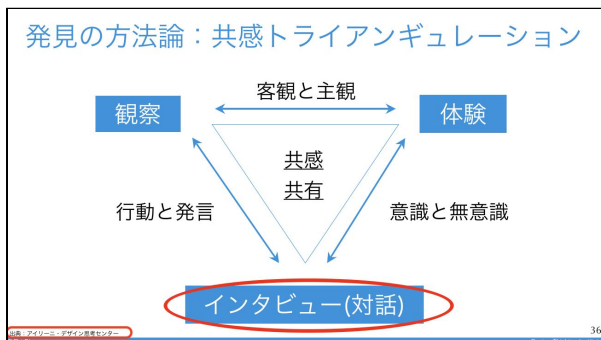 発見の方法論：共感トライアンギュレーション
客観と主観
観察
体験
共感
共有
行動と発言
意識と無意識
インタビュー(対話)
出典：アイリーニ・デザイン思考センター
36